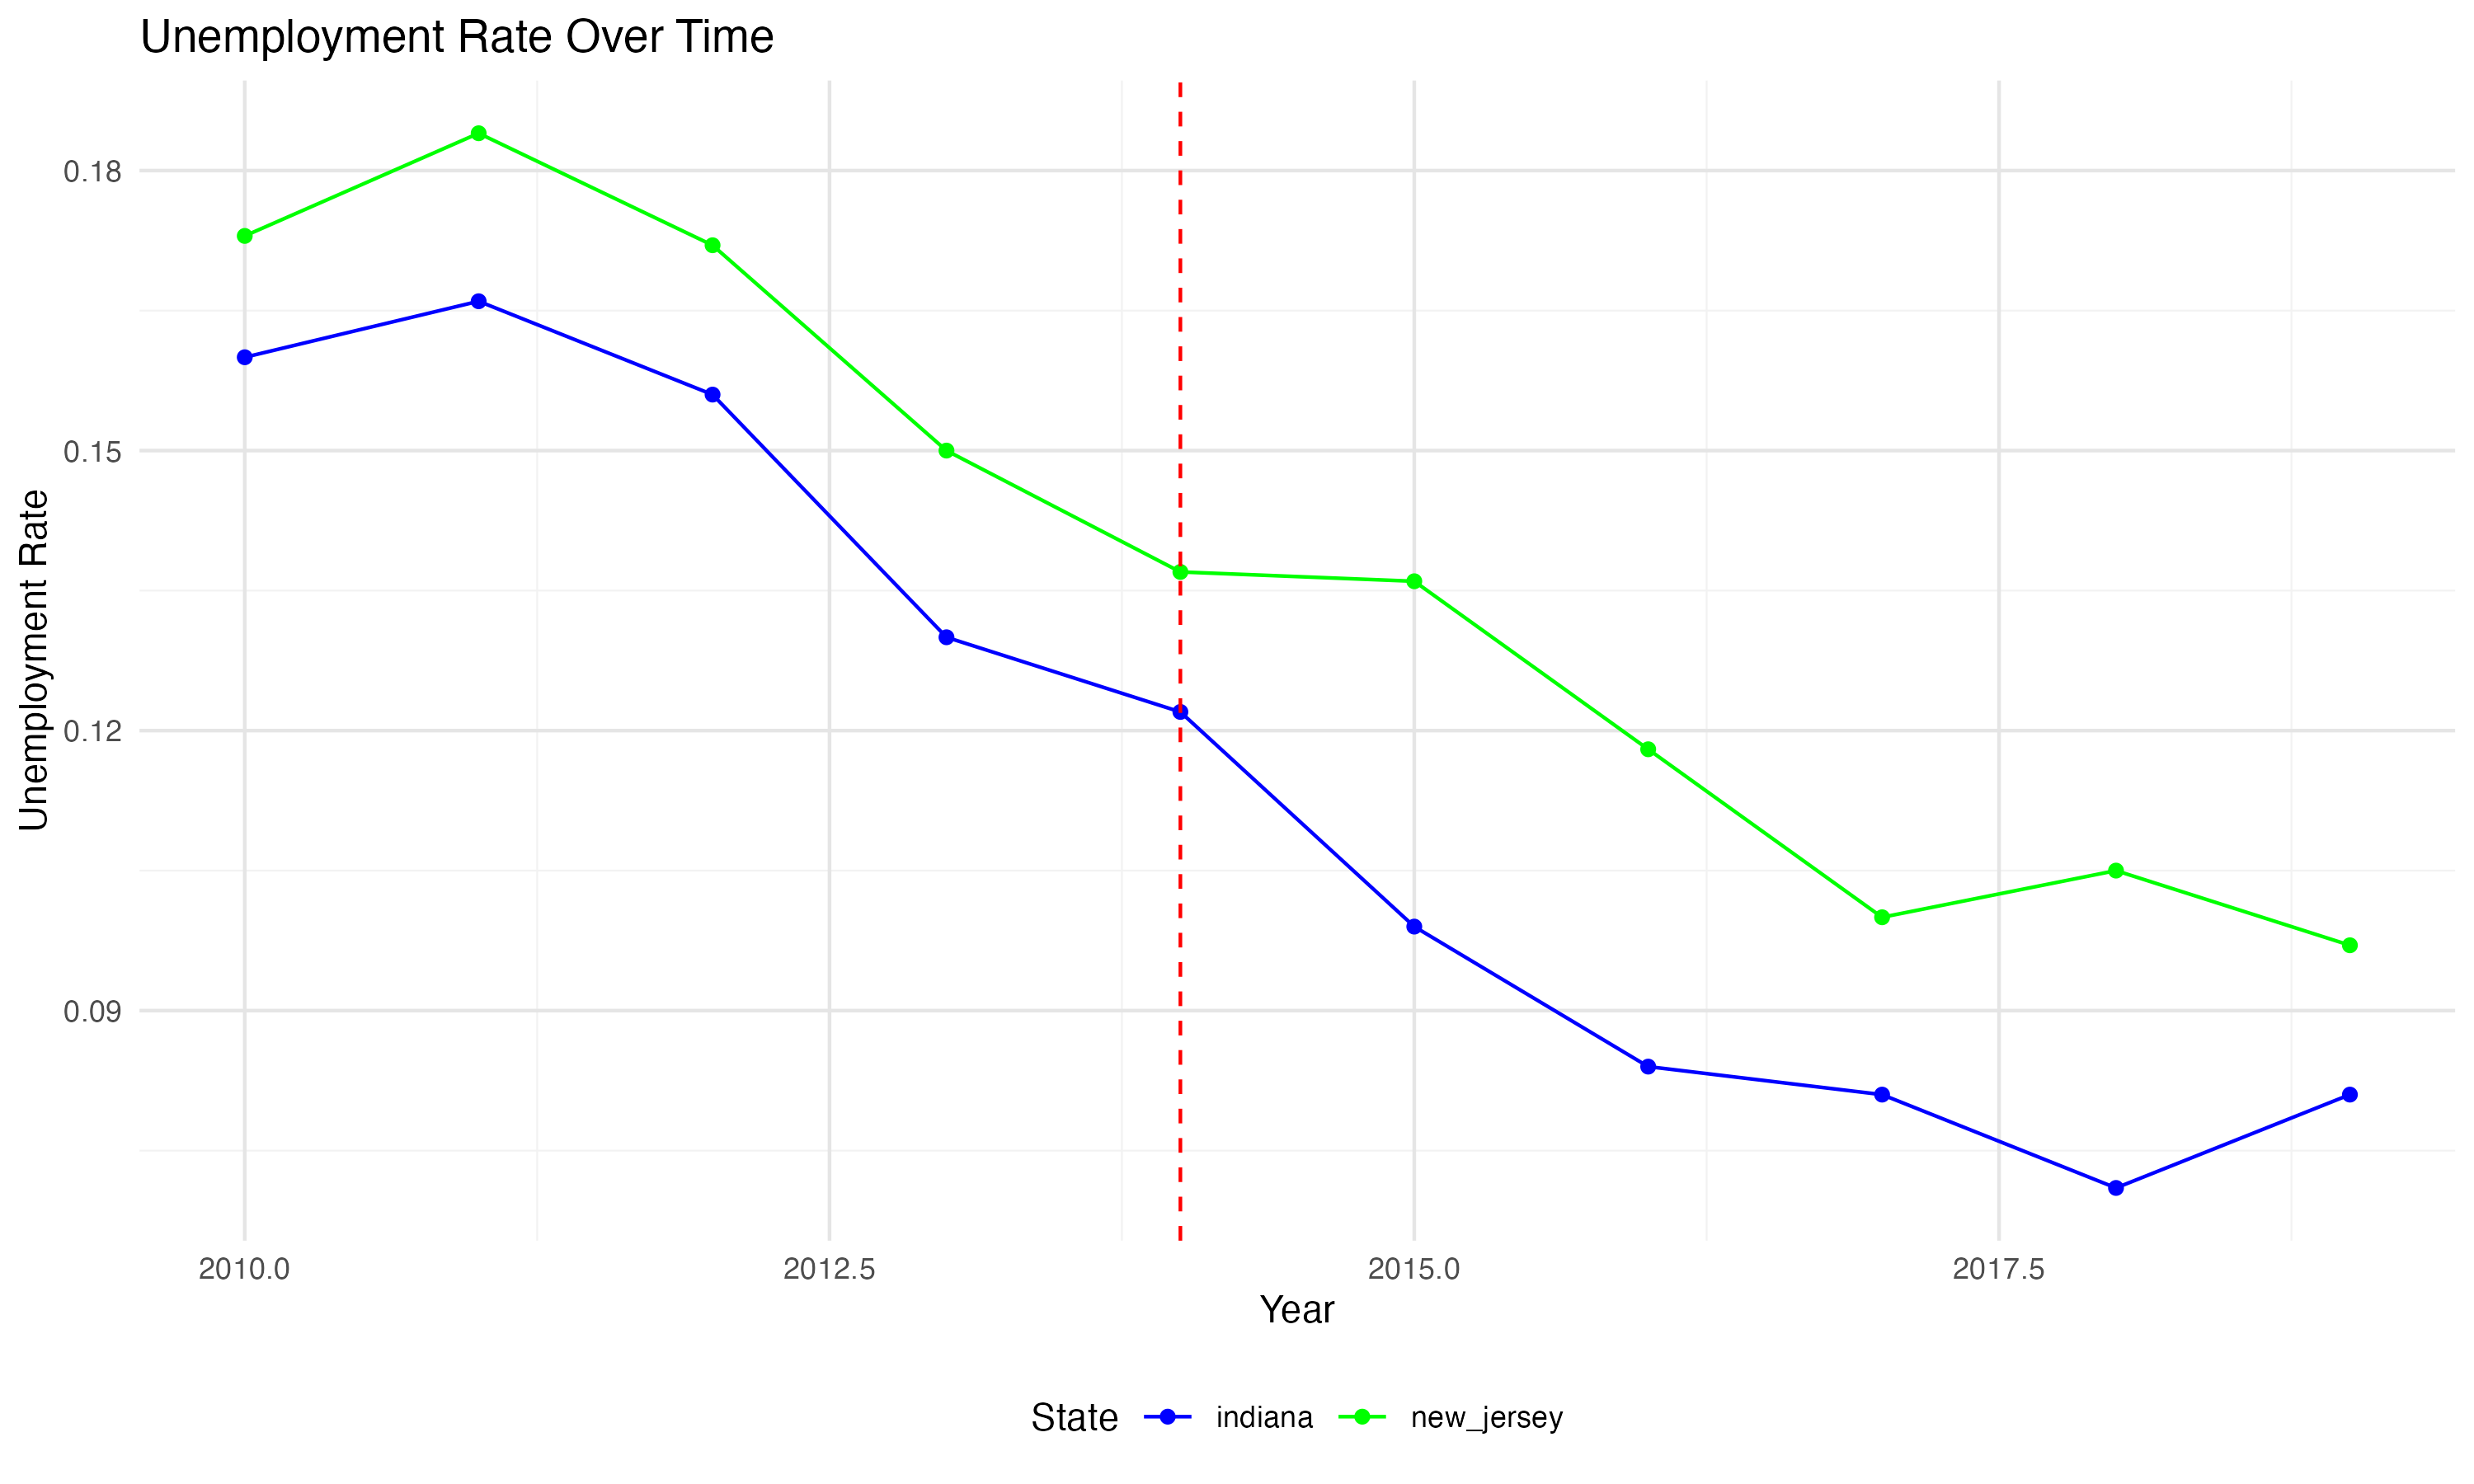 Unemployment Rate Over Time
Unemployment Rate
0.18
0.15
0.12
0.09
2010.0 2012.5 2015.0 2017.5
Year
State indiana new_jersey